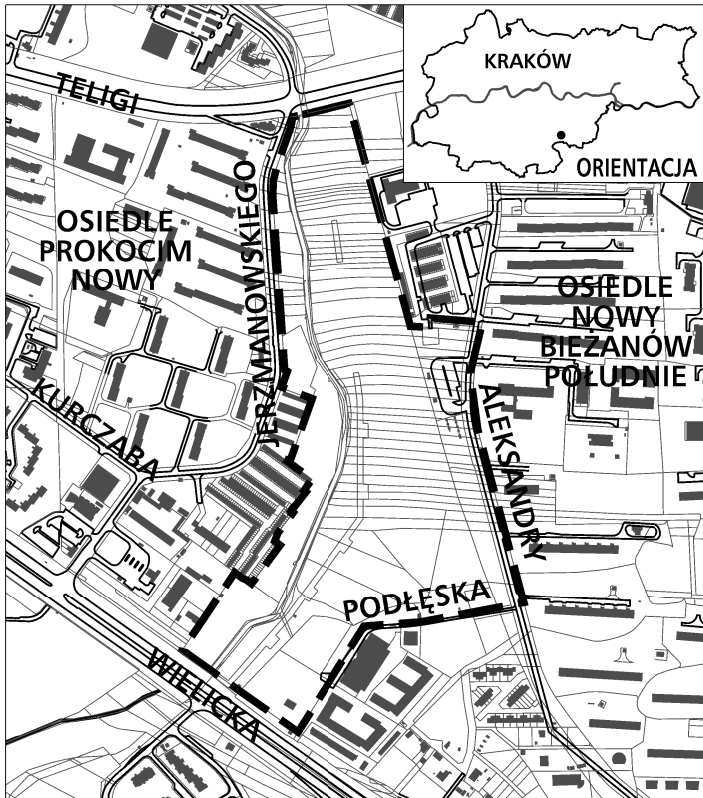 KRAKÓW
ORIENTACJA
TELIGI
OSIEDLE
PROKOCIM
NOWY
JERZMANOWSKIEGO
OSIEDLE
NOWY
BIEŻANÓW
POŁUDNIE
KURCZABA
ALEKSANDRY
PODŁĘSKA
WIELICKA